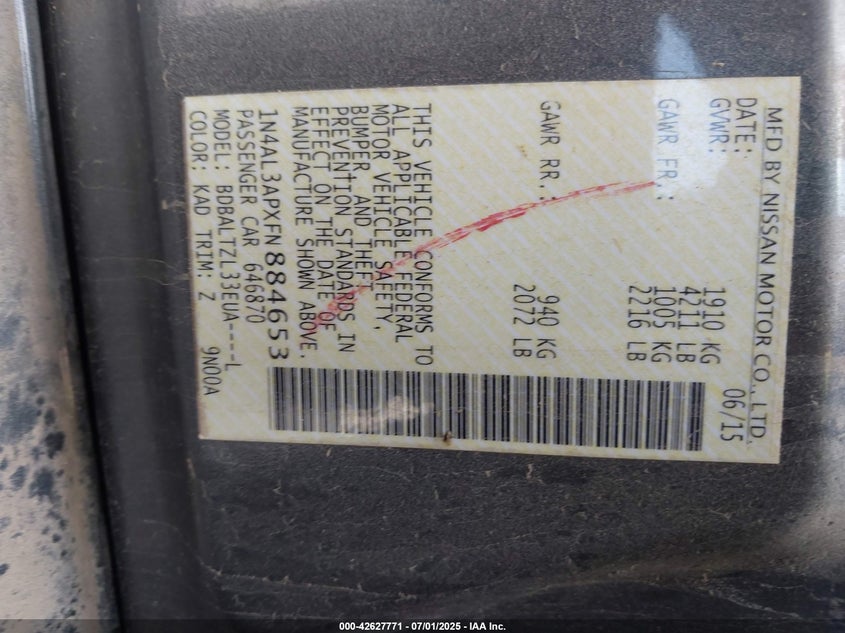 MFD BY NISSAN MOTOR CO., LTD.
DATE: 06/15
GVWR: 1910 KG
4211 LB
GAWR FR.: 1005 KG
2216 LB
GAWR RR.: 940 KG
2072 LB
THIS VEHICLE CONFORMS TO
ALL APPLICABLE FEDERAL
MOTOR VEHICLE SAFETY,
BUMPER, AND THEFT
PREVENTION STANDARDS IN
EFFECT ON THE DATE OF
MANUFACTURE SHOWN ABOVE.
1N4AL3APXFN884653
PASSENGER CAR 646870
MODEL: BDBALTZL33EUA----L
COLOR: KAD TRIM: Z 9N00A
000-42627771 - 07/01/2025 - IAA Inc.